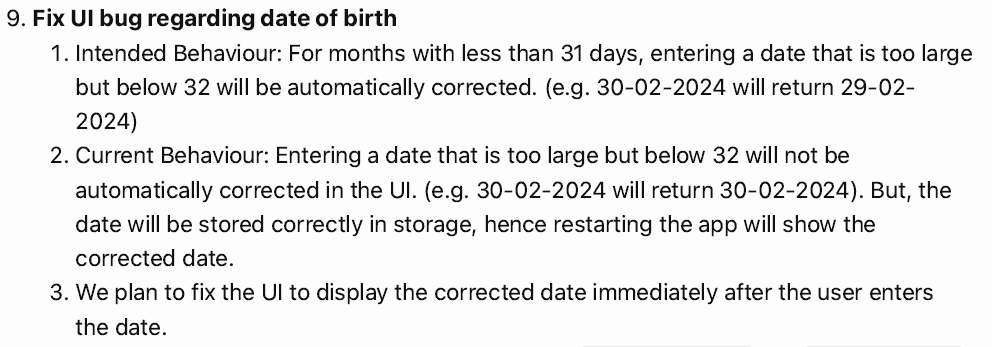 9. Fix UI bug regarding date of birth
1. Intended Behaviour: For months with less than 31 days, entering a date that is too large
but below 32 will be automatically corrected. (e.g. 30-02-2024 will return 29-02-
2024)
2. Current Behaviour: Entering a date that is too large but below 32 will not be
automatically corrected in the UI. (e.g. 30-02-2024 will return 30-02-2024). But, the
date will be stored correctly in storage, hence restarting the app will show the
corrected date.
3. We plan to fix the UI to display the corrected date immediately after the user enters
the date.